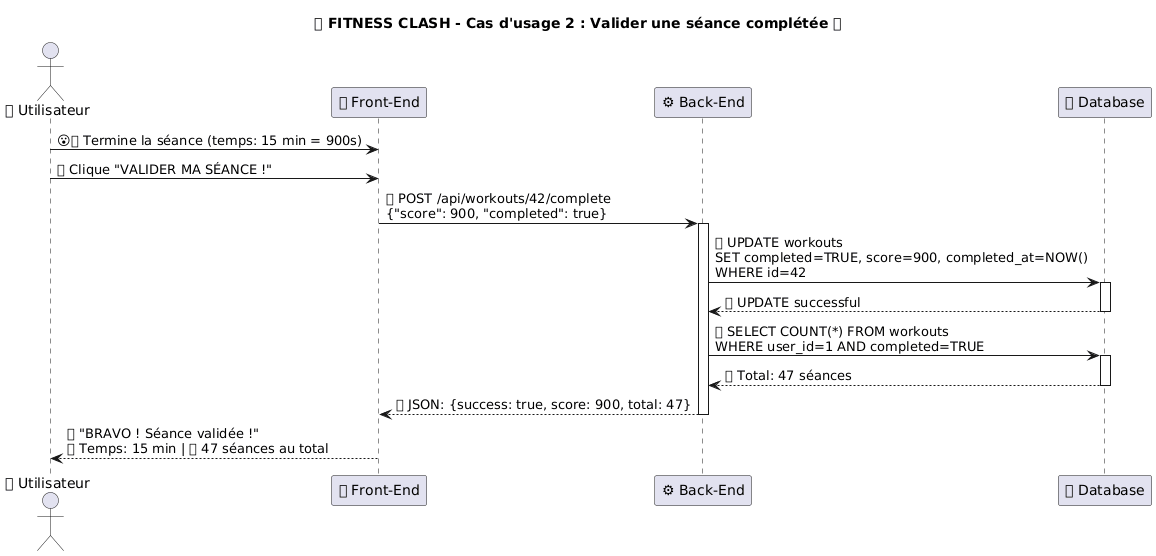 FITNESS CLASH - Cas d'usage 2 : Valider une séance complétée
Utilisateur
Front-End
⚙ Back-End
Database
😮 Termine la séance (temps: 15 min = 900s)
Clique "VALIDER MA SÉANCE !"
POST /api/workouts/42/complete
{"score": 900, "completed": true}
UPDATE workouts
SET completed=TRUE, score=900, completed_at=NOW()
WHERE id=42
UPDATE successful
SELECT COUNT(*) FROM workouts
WHERE user_id=1 AND completed=TRUE
Total: 47 séances
JSON: {success: true, score: 900, total: 47}
"BRAVO ! Séance validée !"
Temps: 15 min | 47 séances au total
Utilisateur
Front-End
⚙ Back-End
Database